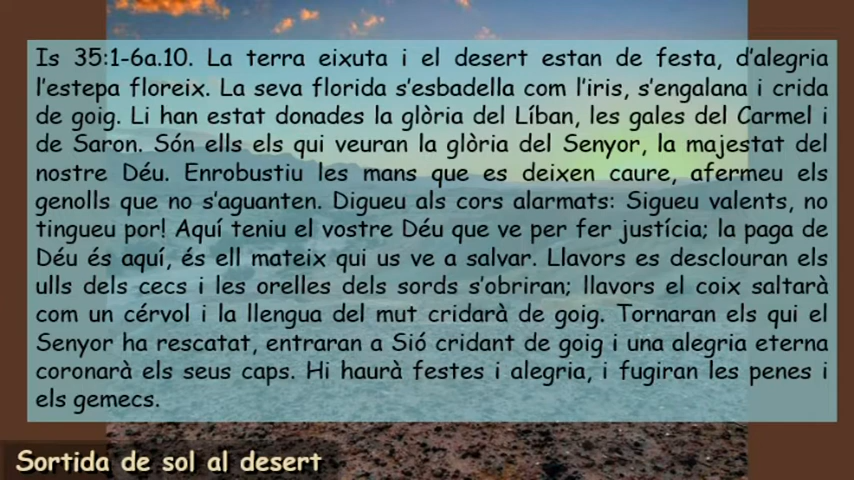 Is 35:1-6a.10. La terra eixuta i el desert estan de festa, d’alegria
l’estepa floreix. La seva florida s’esbadella com l’iris, s’engalana i crida
de goig. Li han estat donades la glòria del Líban, les gales del Carmel i
de Saron. Són ells els qui veuran la glòria del Senyor, la majestat del
nostre Déu. Enrobustiu les mans que es deixen caure, afermeu els
genolls que no s’aguanten. Digueu als cors alarmats: Sigueu valents, no
tingueu por! Aquí teniu el vostre Déu que ve per fer justícia; la paga de
Déu és aquí, és ell mateix qui us ve a salvar. Llavors es desclouran els
ulls dels cecs i les orelles dels sords s’obriran; llavors el coix saltarà
com un cérvol i la llengua del mut cridarà de goig. Tornaran els qui el
Senyor ha rescatat, entraran a Sió cridant de goig i una alegria eterna
coronarà els seus caps. Hi haurà festes i alegria, i fugiran les penes i
els gemecs.
Sortida de sol al desert